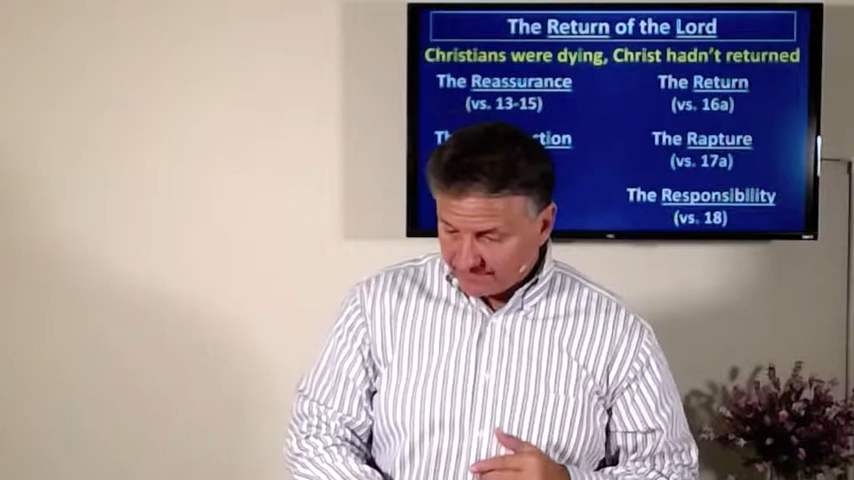 The Return of the Lord
Christians were dying, Christ hadn't returned
The Reassurance
(vs. 13-15)
The Return
(vs. 16a)
The Rapture
(vs. 17a)
The Responsibility
(vs. 18)